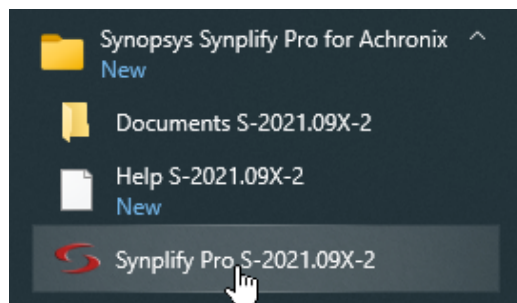 Synopsys Synplify Pro for Achronix
New
Documents S-2021.09X-2
Help S-2021.09X-2
New
Synplify Pro S-2021.09X-2